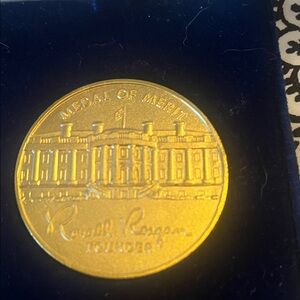 MEDAL OF MERIT
Ronald Reagan
FOUNDER